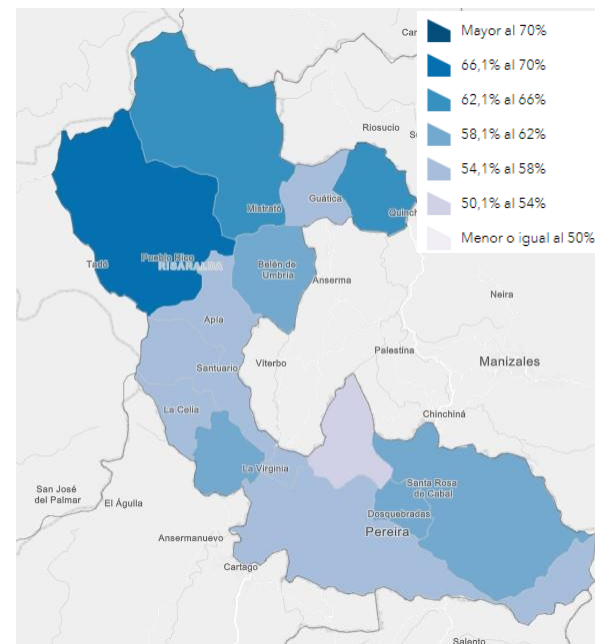 Mayor al 70%
66,1% al 70%
62,1% al 66%
58,1% al 62%
54,1% al 58%
50,1% al 54%
Menor o igual al 50%
Riosucio
Guática
Mistrató
Quinch
Tadó
Pueblo Rico
RISARALDA
Belén de
Umbría
Anserma
Neira
Apía
Palestina
Manizales
Santuario
Viterbo
La Celia
Chinchiná
La Virginia
Santa Rosa
de Cabal
San José
del Palmar
El Águila
Dosquebradas
Pereira
Ansermanuevo
Cartago
Salento